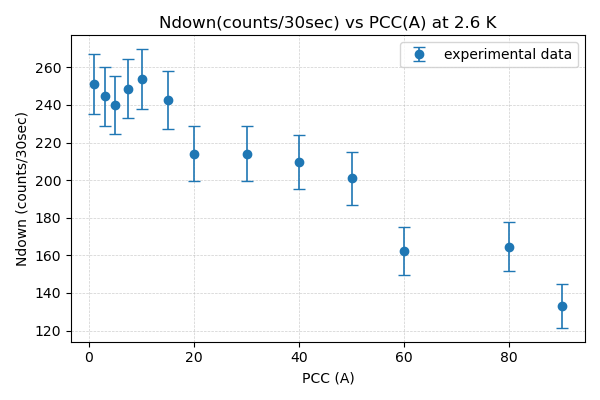 Ndown(counts/30sec) vs PCC(A) at 2.6 K
experimental data
Ndown (counts/30sec)
260
240
220
200
180
160
140
120
0 20 40 60 80
PCC (A)